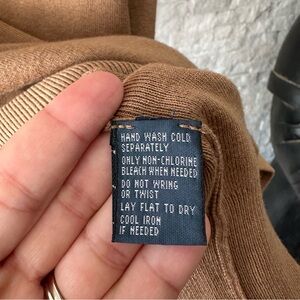 HAND WASH COLD
SEPARATELY
ONLY NON-CHLORINE
BLEACH WHEN NEEDED
DO NOT WRING
OR TWIST
LAY FLAT TO DRY
COOL IRON
IF NEEDED